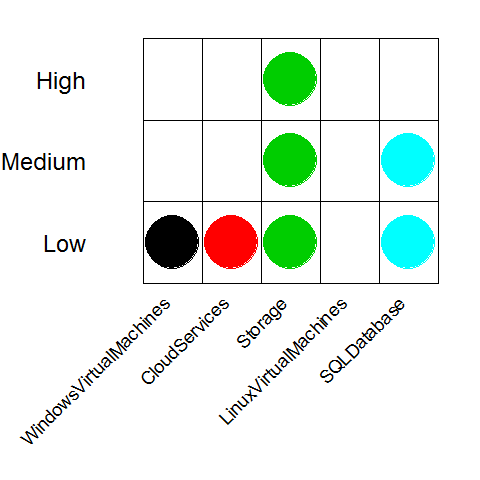 High
Medium
Low
WindowsVirtualMachines
CloudServices
Storage
LinuxVirtualMachines
SQLDatabase